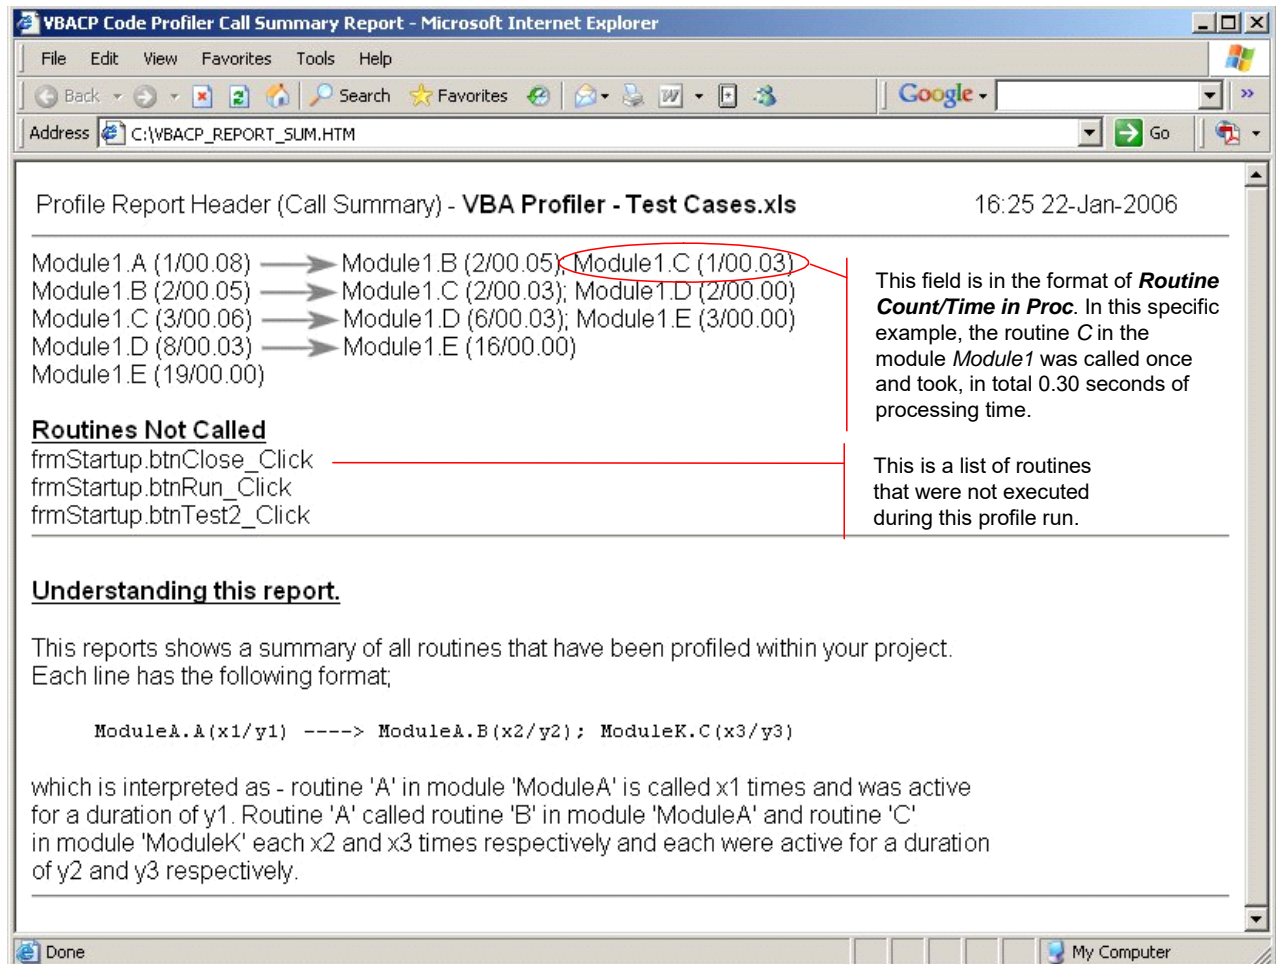 VBACP Code Profiler Call Summary Report - Microsoft Internet Explorer
File Edit View Favorites Tools Help
Back Search Favorites Google
Address C:\VBACP_REPORT_SUM.HTM Go
Profile Report Header (Call Summary) - VBA Profiler - Test Cases.xls 16:25 22-Jan-2006
Module1.A (1/00.08) Module1.B (2/00.05); Module1.C (1/00.03)
Module1.B (2/00.05) Module1.C (2/00.03); Module1.D (2/00.00)
Module1.C (3/00.06) Module1.D (6/00.03); Module1.E (3/00.00)
Module1.D (8/00.03) Module1.E (16/00.00)
Module1.E (19/00.00)
This field is in the format of Routine
Count/Time in Proc. In this specific
example, the routine C in the
module Module1 was called once
and took, in total 0.30 seconds of
processing time.
Routines Not Called
frmStartup.btnClose_Click
frmStartup.btnRun_Click
frmStartup.btnTest2_Click
This is a list of routines
that were not executed
during this profile run.
Understanding this report.
This reports shows a summary of all routines that have been profiled within your project.
Each line has the following format;
ModuleA.A(x1/y1) ----> ModuleA.B(x2/y2); ModuleK.C(x3/y3)
which is interpreted as - routine 'A' in module 'ModuleA' is called x1 times and was active
for a duration of y1. Routine 'A' called routine 'B' in module 'ModuleA' and routine 'C'
in module 'ModuleK' each x2 and x3 times respectively and each were active for a duration
of y2 and y3 respectively.
Done My Computer